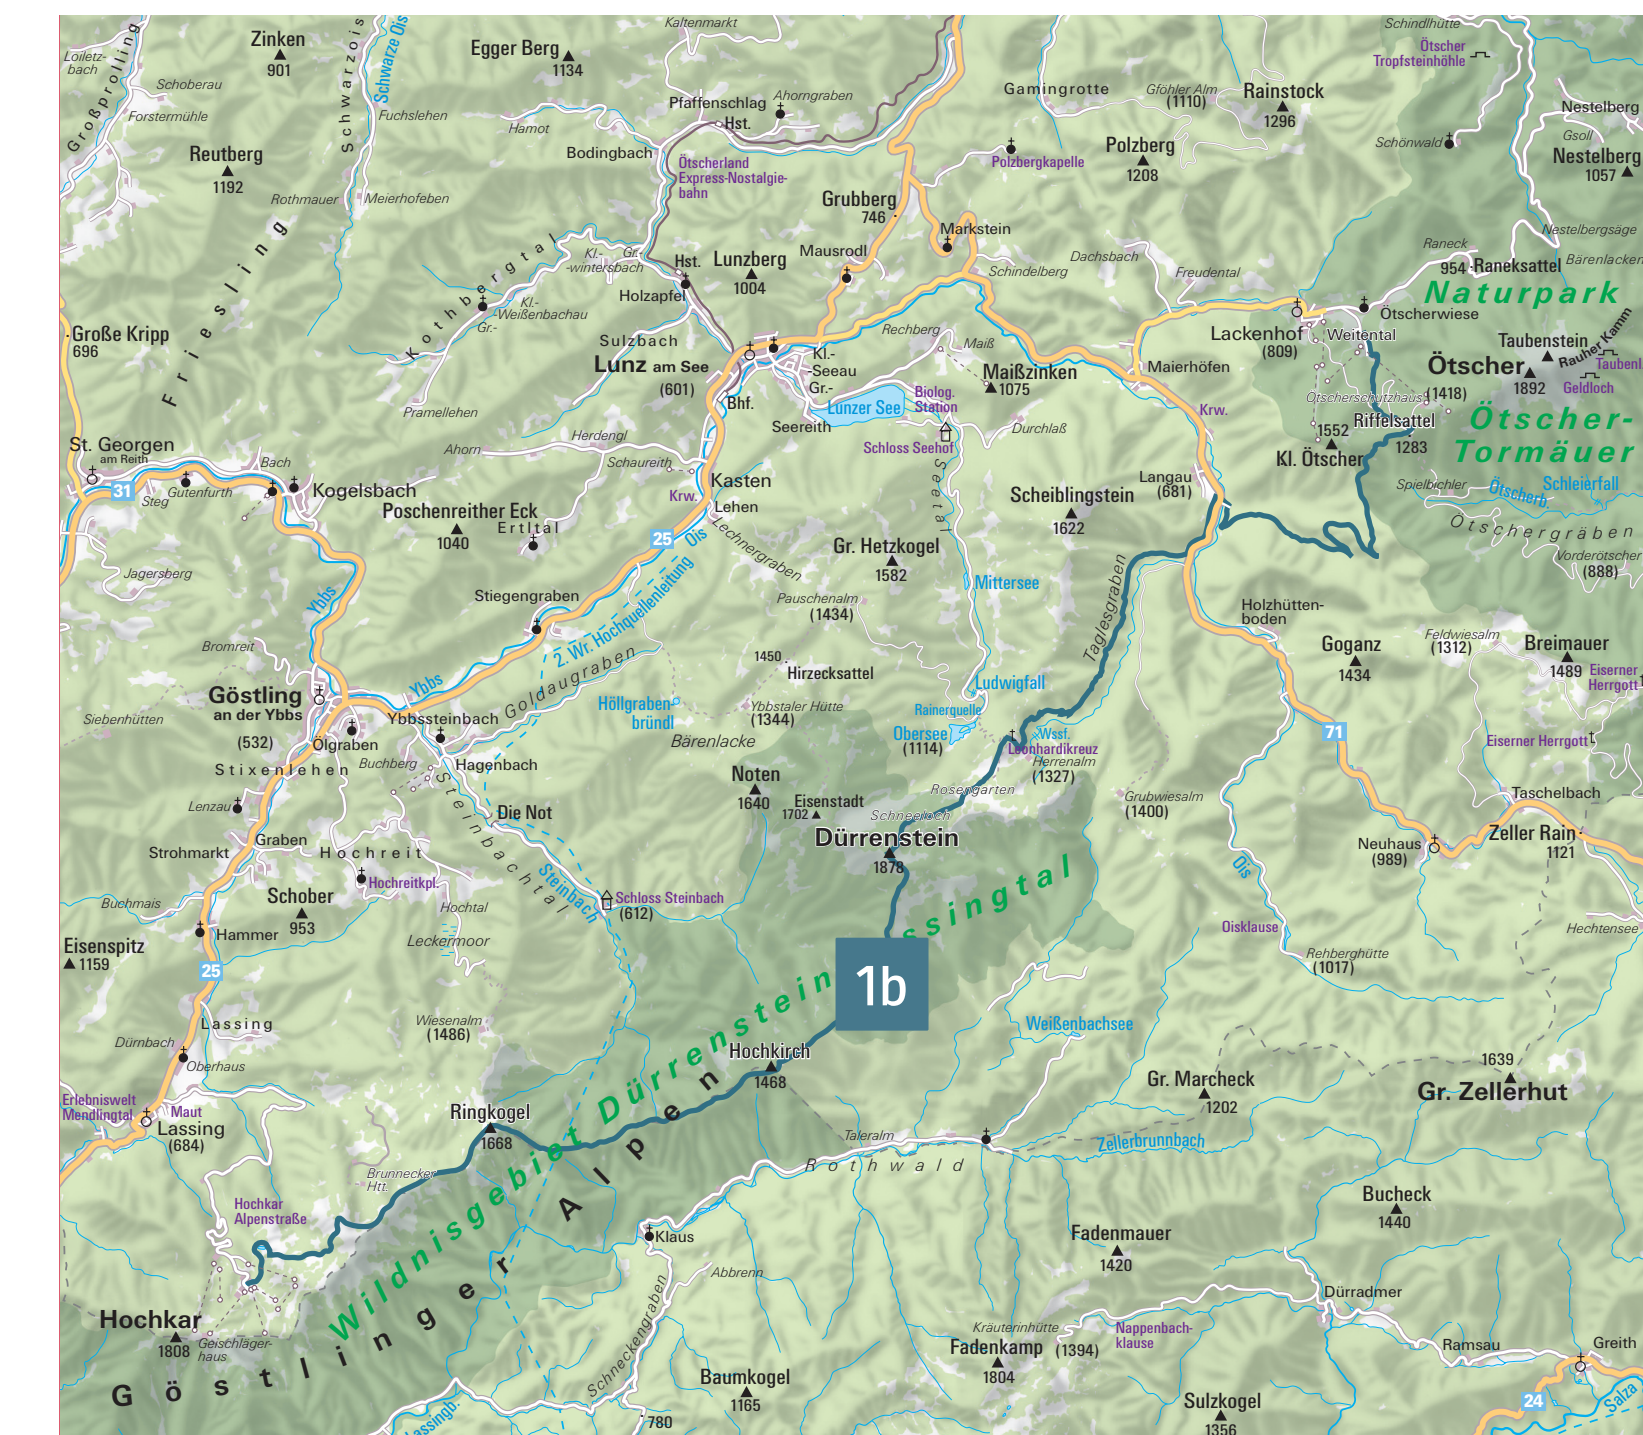 Zinken
901
Egger Berg
1134
Kaltenmarkt
Schindlhütte
Ötscher
Tropfsteinhöhle
Loiletz-
bach
Großprolling
Schwarzois
Schwarze Ois
Schoberau
Forstermühle
Fuchslehen
Hamot
Pfaffenschlag
Hst.
Ahorngraben
Gamingrotte
Gföhler Alm
(1110)
Rainstock
1296
Nestelberg
Gsoll
Schönwald
Nestelberg
1057
Reutberg
1192
Bodingbach
Ötscherland
Express-Nostalgie-
bahn
Polzbergkapelle
Polzberg
1208
Rothmauer
Meierhofeben
Grubberg
746
Markstein
Mausrodl
Schindelberg
Dachsbach
Freudental
Raneck
954
Raneksattel
Nestelbergsäge
Bärenlacken
Friesling
Kothbergtal
Kl.-
Gr.-
-wintersbach
Hst.
Holzapfel
Lunzberg
1004
Kl.-
-Weißenbachau
Gr.-
Naturpark
Ötscherwiese
Lackenhof
(809)
Weitental
Große Kripp
696
Sulzbach
Lunz am See
(601)
Rechberg
Maiß
Kl.-
-Seeau
Gr.-
Maißzinken
1075
Maierhöfen
Taubenstein
Rauher Kamm
Taubenl
Ötscher
1892
Geldloch
Pramellehen
Bhf.
Lunzer See
Biolog.
Station
Seereith
Schloss Seehof
Durchlaß
Krw.
Ötscherschutzhaus
(1418)
Riffelsattel
1283
Ötscher-
Tormäuer
1552
Kl. Ötscher
St. Georgen
am Reith
Ahorn
Herdengl
Schaureith
Bach
Gutenfurth
Steg
31
Kogelsbach
Krw.
Kasten
Lehen
Seetal
Langau
(681)
Spielbichler
Ötscherb.
Schleierfall
Ötschergräben
Poschenreither Eck
1040
Ertltal
25
Ois
Lechnergraben
Scheiblingstein
1622
Gr. Hetzkogel
1582
Vorderötscher
(888)
Jagersberg
Ybbs
Stiegengraben
2. Wr. Hochquellenleitung
Pauschenalm
(1434)
Mittersee
Taglesgraben
Holzhütten-
boden
Bromreit
Goldaugraben
1450
Hirzecksattel
Goganz
1434
Feldwiesalm
(1312)
Breimauer
1489
Eiserner
Herrgott
Göstling
an der Ybbs
(532)
Ybbs
Ybbssteinbach
Siebenhütten
Ölgraben
Höllgraben-
bründl
Ybbstaler Hütte
(1344)
Bärenlacke
Ludwigfall
Rainerquelle
Obersee
(1114)
Wssf.
Leonhardikreuz
Herrenalm
(1327)
71
Eiserner Herrgott
Stixenlehen
Buchberg
Hagenbach
Noten
1640
Eisenstadt
1702
Rosengarten
Schneeloch
Grubwiesalm
(1400)
Taschelbach
Lenzau
Die Not
Steinbachtal
Dürrenstein
1878
Neuhaus
(989)
Zeller Rain
1121
Graben
Strohmarkt
Hochreit
Hochreitkpl.
Steinbach
Schloss Steinbach
(612)
Ois
Schober
953
Buchmais
Hammer
Hochtal
Leckermoor
Oisklause
Hechtensee
Eisenspitz
1159
25
Rehberghütte
(1017)
1b
Lassing
Wiesenalm
(1486)
Weißenbachsee
Dürnbach
Oberhaus
Hochkirch
1468
1639
Gr. Zellerhut
Gr. Marcheck
1202
Erlebniswelt
Mendlingtal
Maut
Lassing
(684)
Ringkogel
1668
Taleralm
Rothwald
Zellerbrunnbach
Brunnecker
Htt.
Bucheck
1440
Hochkar
Alpenstraße
Wildnisgebiet Dürrenstein
ssingtal
Göstlinger Alpen
Klaus
Abbrenn
Fadenmauer
1420
Schneckengraben
Dürradmer
Hochkar
1808
Geischläger-
haus
Kräuterinhütte
(1394)
Nappenbach-
klause
Fadenkamp
1804
Ramsau
Greith
Baumkogel
1165
780
Lassingb.
Sulzkogel
1356
24
Salza